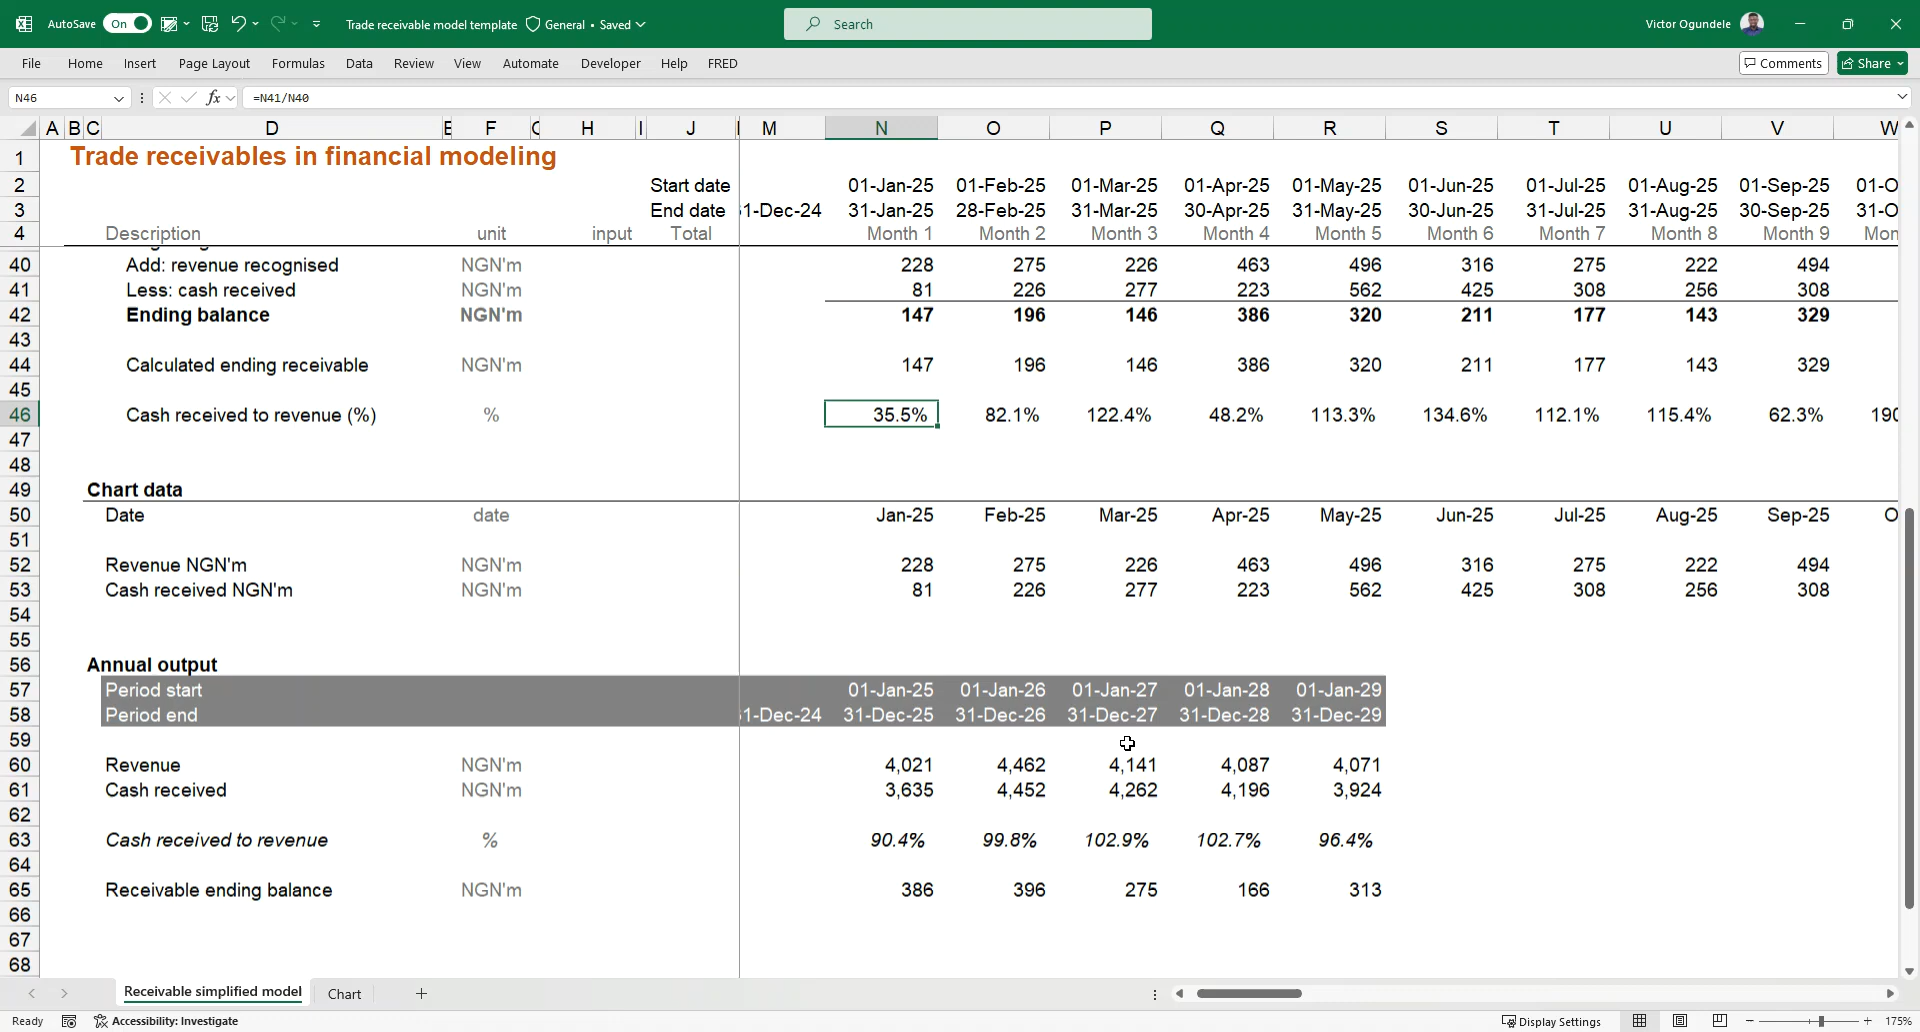 AutoSave On Trade receivable model template General • Saved Search Victor Ogundele
File Home Insert Page Layout Formulas Data Review View Automate Developer Help FRED Comments Share
N46 fx =N41/N40
A B C D E F G H I J M N O P Q R S T U V W
1 Trade receivables in financial modeling
2 Start date 01-Jan-25 01-Feb-25 01-Mar-25 01-Apr-25 01-May-25 01-Jun-25 01-Jul-25 01-Aug-25 01-Sep-25 01-O
3 End date 1-Dec-24 31-Jan-25 28-Feb-25 31-Mar-25 30-Apr-25 31-May-25 30-Jun-25 31-Jul-25 31-Aug-25 30-Sep-25 31-O
4 Description unit input Total Month 1 Month 2 Month 3 Month 4 Month 5 Month 6 Month 7 Month 8 Month 9 Mon
40 Add: revenue recognised NGN'm 228 275 226 463 496 316 275 222 494
41 Less: cash received NGN'm 81 226 277 223 562 425 308 256 308
42 Ending balance NGN'm 147 196 146 386 320 211 177 143 329
43
44 Calculated ending receivable NGN'm 147 196 146 386 320 211 177 143 329
45
46 Cash received to revenue (%) % 35.5% 82.1% 122.4% 48.2% 113.3% 134.6% 112.1% 115.4% 62.3% 190
47
48
49 Chart data
50 Date date Jan-25 Feb-25 Mar-25 Apr-25 May-25 Jun-25 Jul-25 Aug-25 Sep-25 O
51
52 Revenue NGN'm NGN'm 228 275 226 463 496 316 275 222 494
53 Cash received NGN'm NGN'm 81 226 277 223 562 425 308 256 308
54
55
56 Annual output
57 Period start 01-Jan-25 01-Jan-26 01-Jan-27 01-Jan-28 01-Jan-29
58 Period end 1-Dec-24 31-Dec-25 31-Dec-26 31-Dec-27 31-Dec-28 31-Dec-29
59
60 Revenue NGN'm 4,021 4,462 4,141 4,087 4,071
61 Cash received NGN'm 3,635 4,452 4,262 4,196 3,924
62
63 Cash received to revenue % 90.4% 99.8% 102.9% 102.7% 96.4%
64
65 Receivable ending balance NGN'm 386 396 275 166 313
66
67
68
Receivable simplified model Chart
Ready Accessibility: Investigate Display Settings 175%